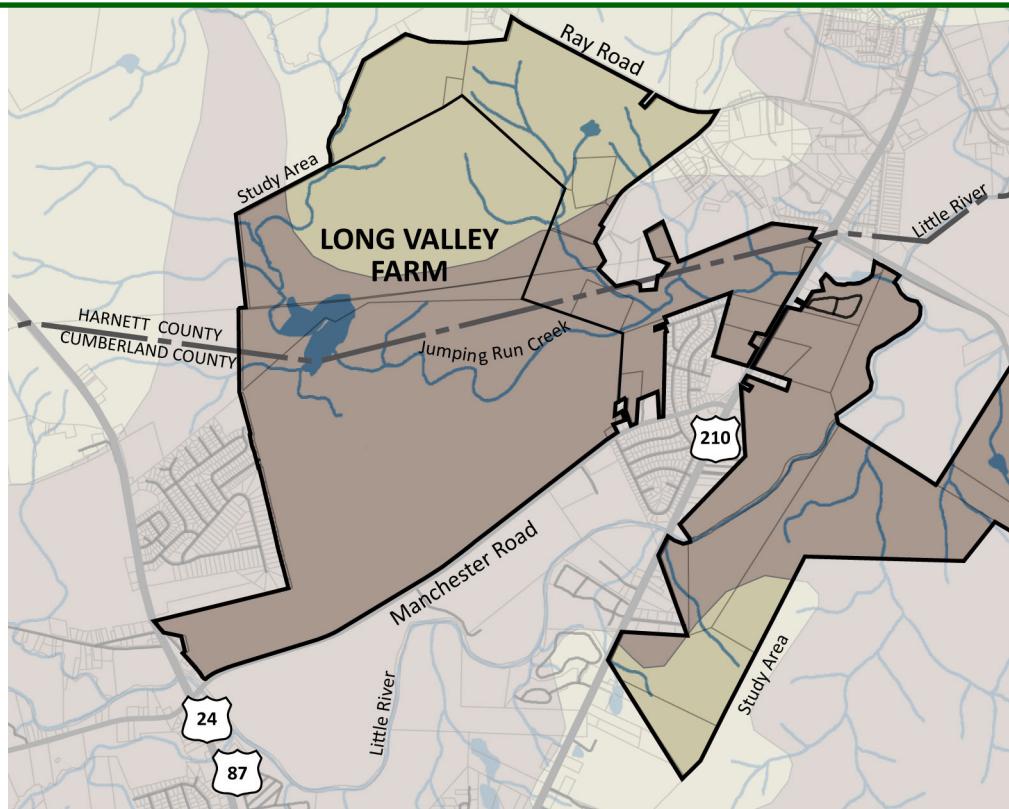 Ray Road
Study Area
Little River
LONG VALLEY
FARM
HARNETT COUNTY
CUMBERLAND COUNTY
Jumping Run Creek
210
Manchester Road
Study Area
Little River
24
87